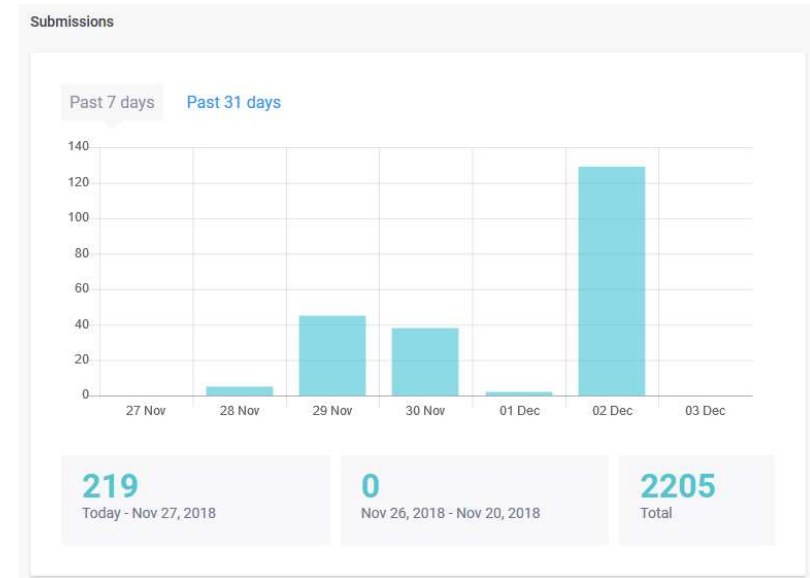 Submissions
Past 7 days Past 31 days
140
120
100
80
60
40
20
0
27 Nov 28 Nov 29 Nov 30 Nov 01 Dec 02 Dec 03 Dec
219 0 2205
Today - Nov 27, 2018 Nov 26, 2018 - Nov 20, 2018 Total